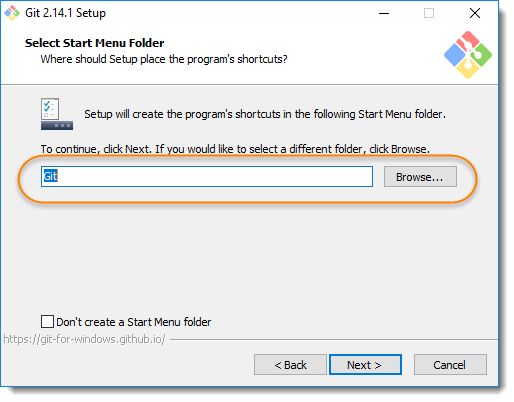 Git 2.14.1 Setup
Select Start Menu Folder
Where should Setup place the program's shortcuts?
Setup will create the program's shortcuts in the following Start Menu folder.
To continue, click Next. If you would like to select a different folder, click Browse.
Git
Browse...
Don't create a Start Menu folder
https://git-for-windows.github.io/
< Back
Next >
Cancel